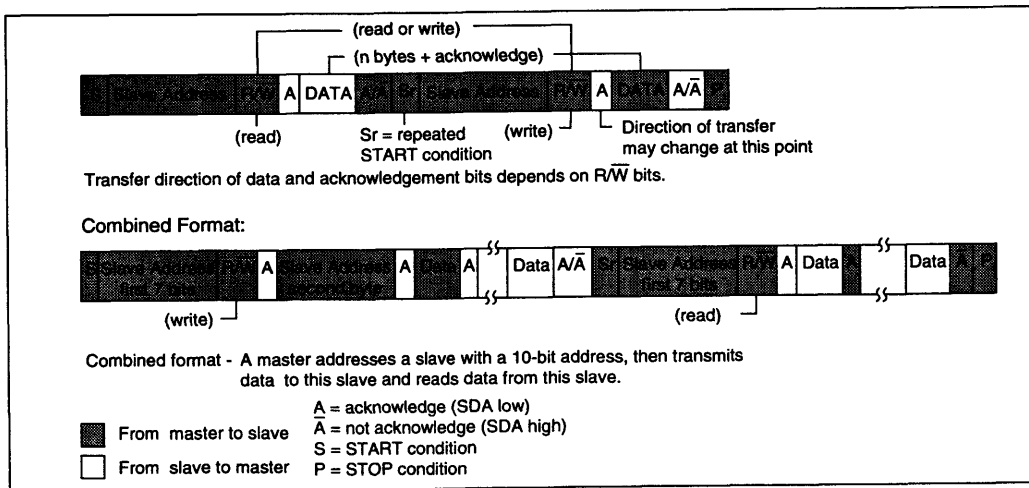 (read or write)
(n bytes + acknowledge)
S Slave Address R/W̅ A DATA A/A̅ Sr Slave Address R/W̅ A DATA A/A̅ P
(read)
Sr = repeated
START condition
(write)
Direction of transfer
may change at this point
Transfer direction of data and acknowledgement bits depends on R/W̅ bits.
Combined Format:
S Slave Address R/W̅ A Slave Address A Data A Data A/A̅ Sr Slave Address R/W̅ A Data A Data A̅ P
first 7 bits second byte first 7 bits
(write)
(read)
Combined format - A master addresses a slave with a 10-bit address, then transmits
data to this slave and reads data from this slave.
From master to slave
From slave to master
A = acknowledge (SDA low)
A̅ = not acknowledge (SDA high)
S = START condition
P = STOP condition